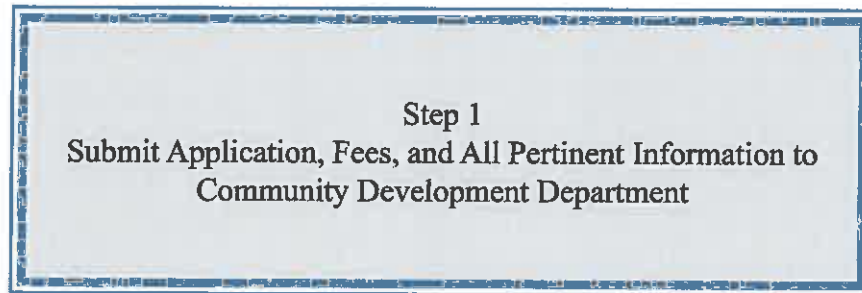 Step 1
Submit Application, Fees, and All Pertinent Information to
Community Development Department